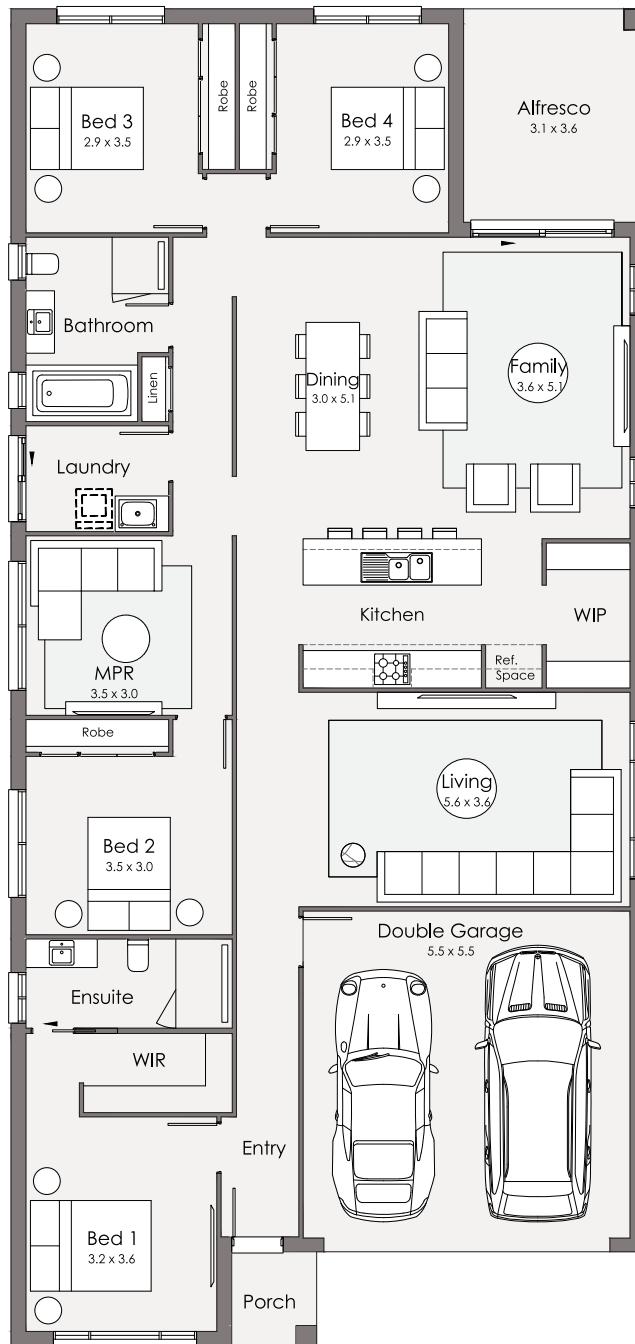 Bed 3
2.9 x 3.5
Robe
Robe
Bed 4
2.9 x 3.5
Alfresco
3.1 x 3.6
Bathroom
Linen
Dining
3.0 x 5.1
Family
3.6 x 5.1
Laundry
MPR
3.5 x 3.0
Kitchen
WIP
Ref.
Space
Robe
Living
5.6 x 3.6
Bed 2
3.5 x 3.0
Double Garage
5.5 x 5.5
Ensuite
WIR
Entry
Bed 1
3.2 x 3.6
Porch